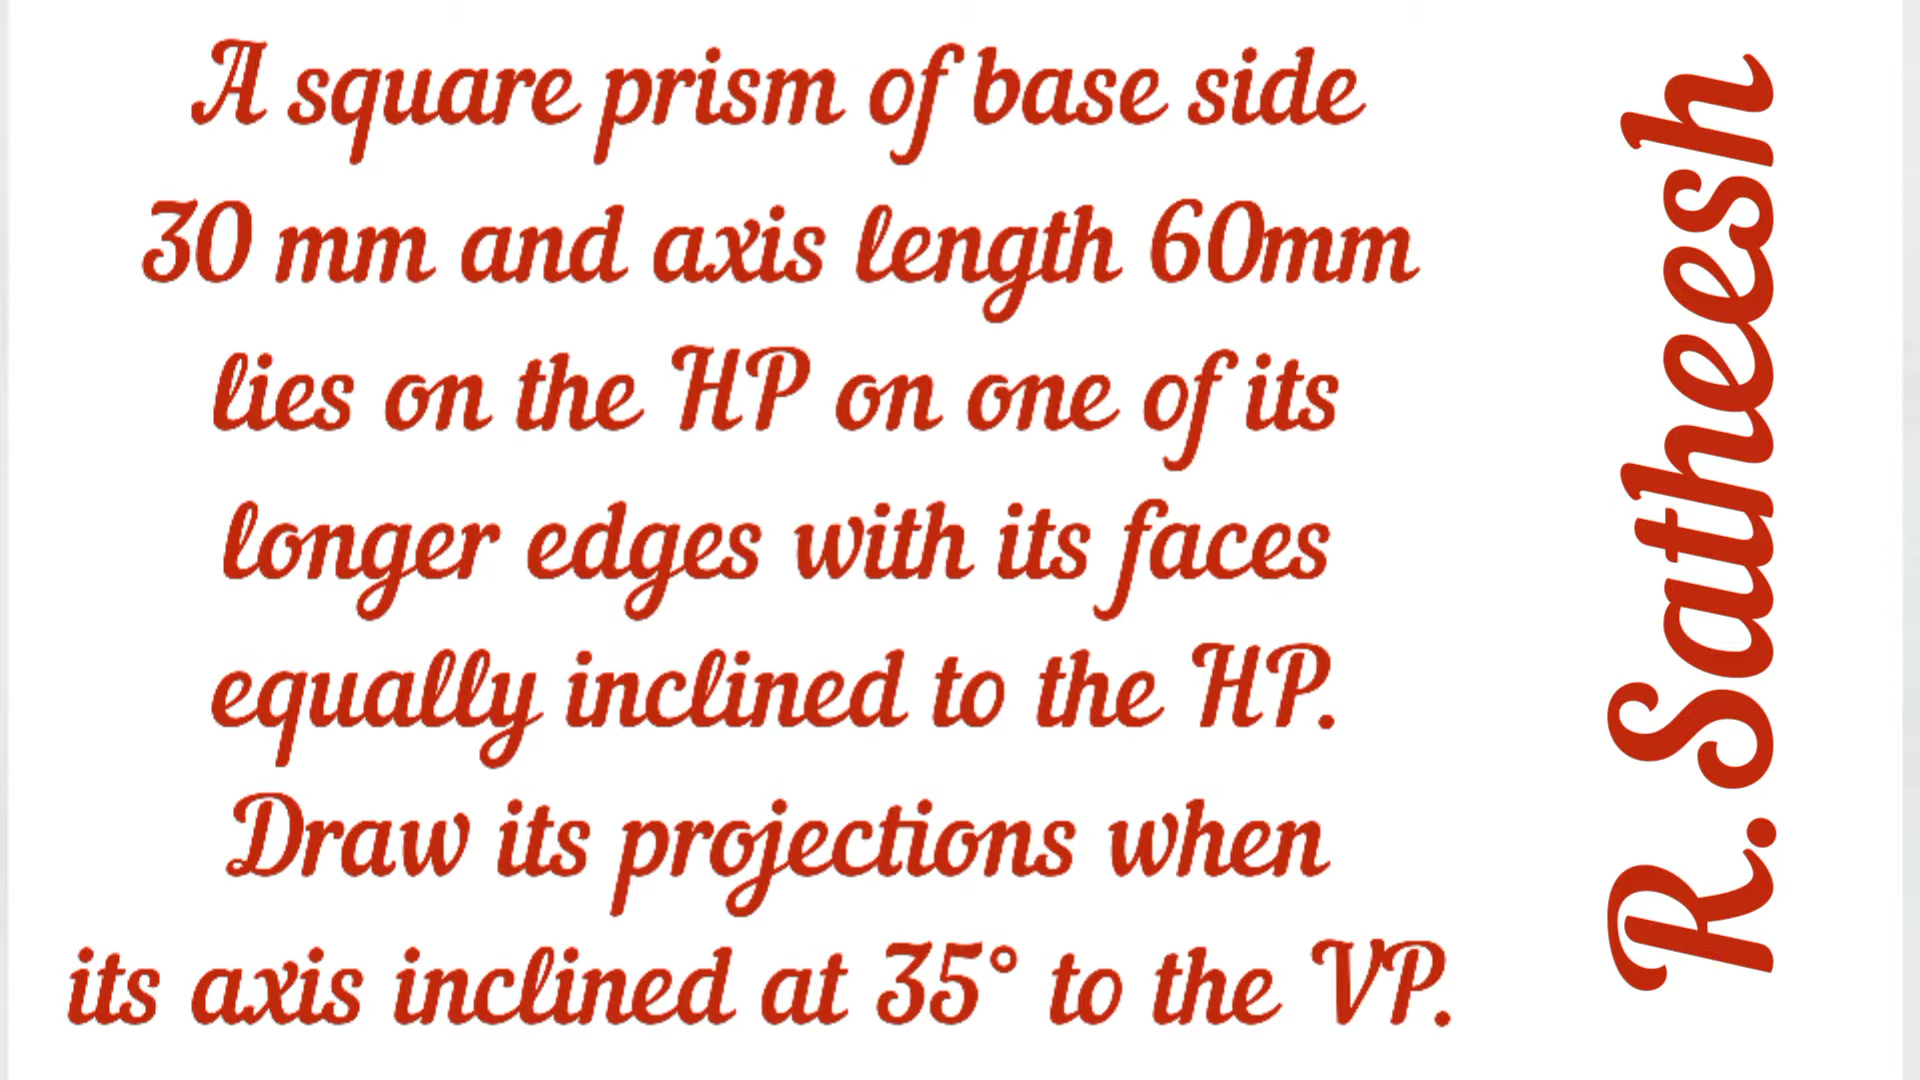 A square prism of base side
30 mm and axis length 60mm
lies on the HP on one of its
longer edges with its faces
equally inclined to the HP.
Draw its projections when
its axis inclined at 35° to the VP.
R. Satheesh